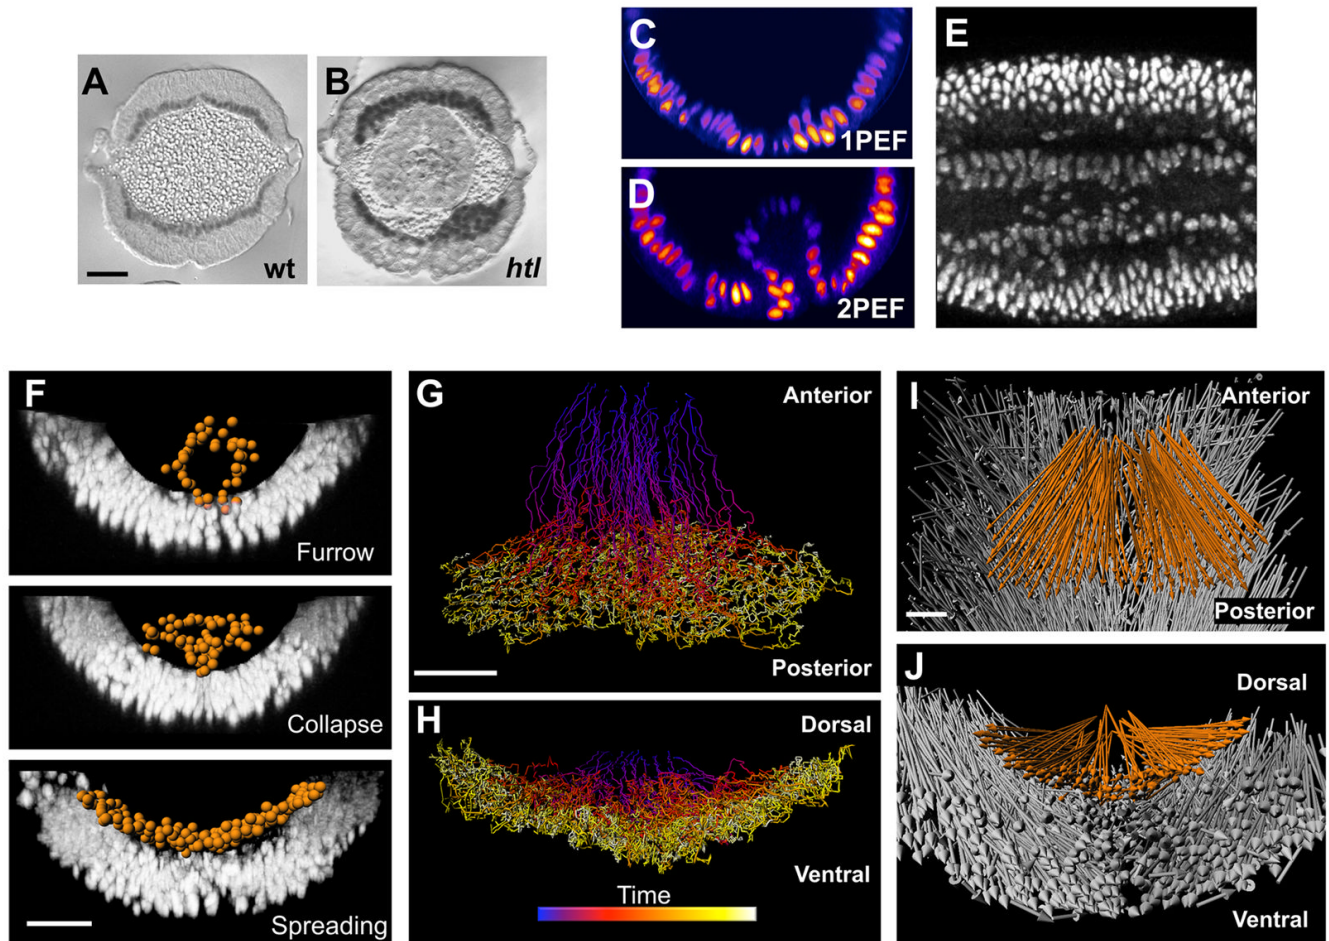 A
wt
B
htl
C
1PEF
D
2PEF
E
F
Furrow
Collapse
Spreading
G
Anterior
Posterior
H
Dorsal
Ventral
Time
I
Anterior
Posterior
J
Dorsal
Ventral